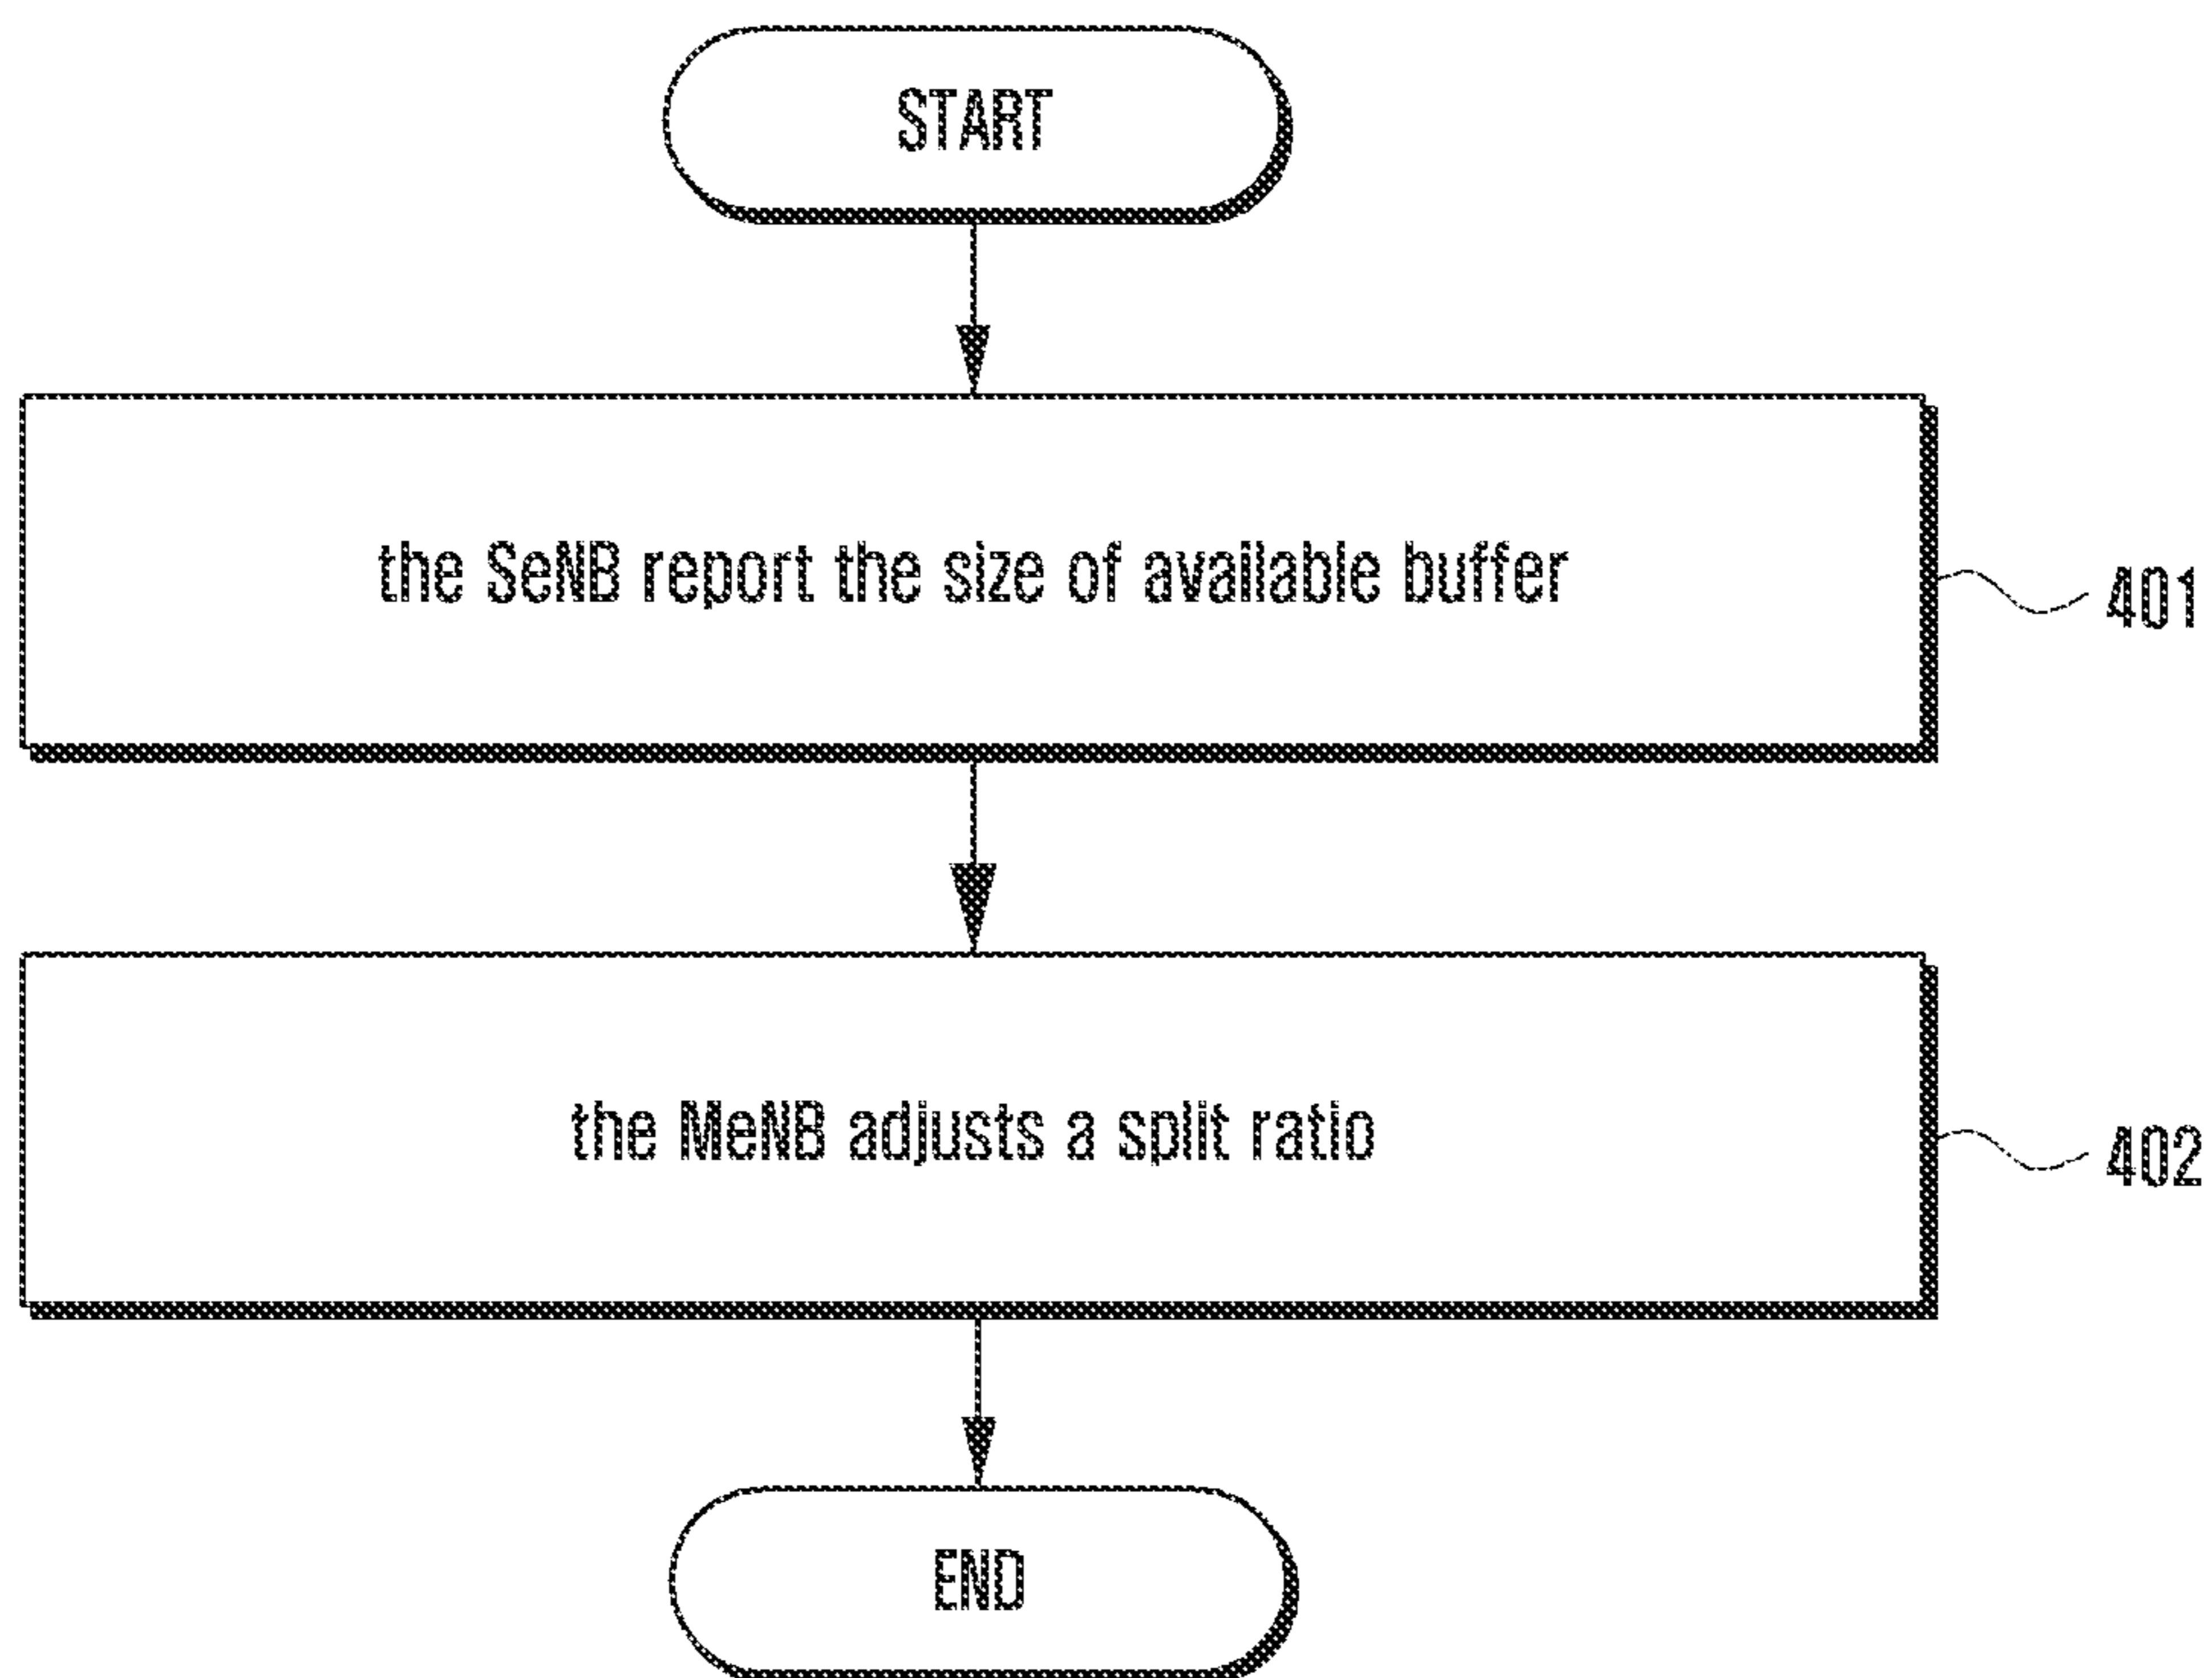 START
the SeNB report the size of available buffer
401
the MeNB adjusts a split ratio
402
END